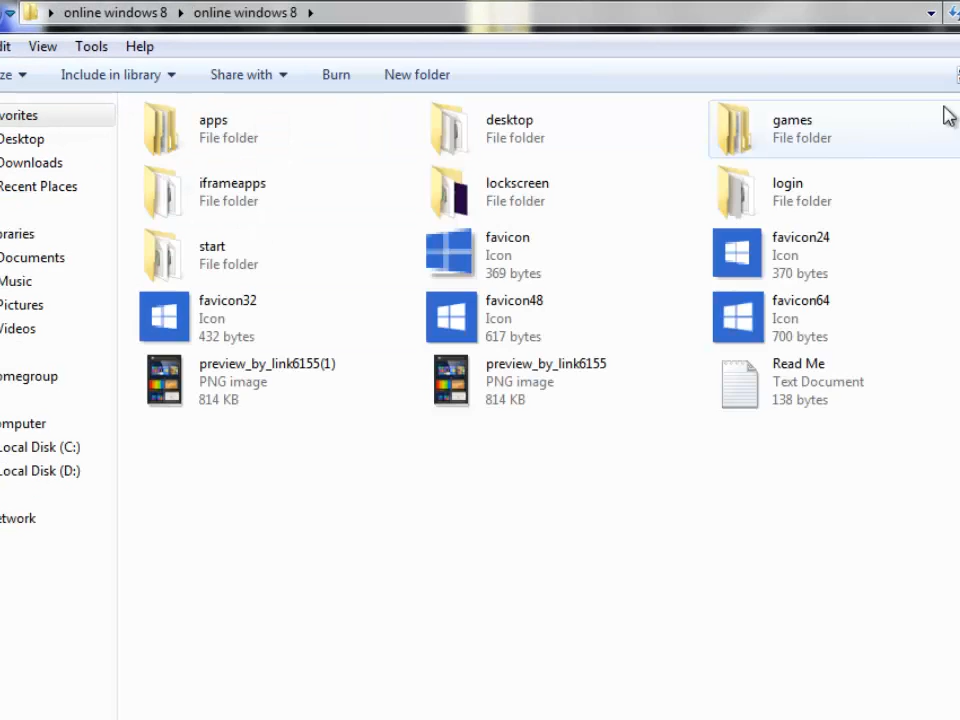 online windows 8 online windows 8
dit View Tools Help
ze Include in library Share with Burn New folder
vorites
Desktop
Downloads
Recent Places
raries
Documents
Music
Pictures
Videos
omegroup
omputer
Local Disk (C:)
Local Disk (D:)
etwork
apps
File folder
desktop
File folder
games
File folder
iframeapps
File folder
lockscreen
File folder
login
File folder
start
File folder
favicon
Icon
369 bytes
favicon24
Icon
370 bytes
favicon32
Icon
432 bytes
favicon48
Icon
617 bytes
favicon64
Icon
700 bytes
preview_by_link6155(1)
PNG image
814 KB
preview_by_link6155
PNG image
814 KB
Read Me
Text Document
138 bytes